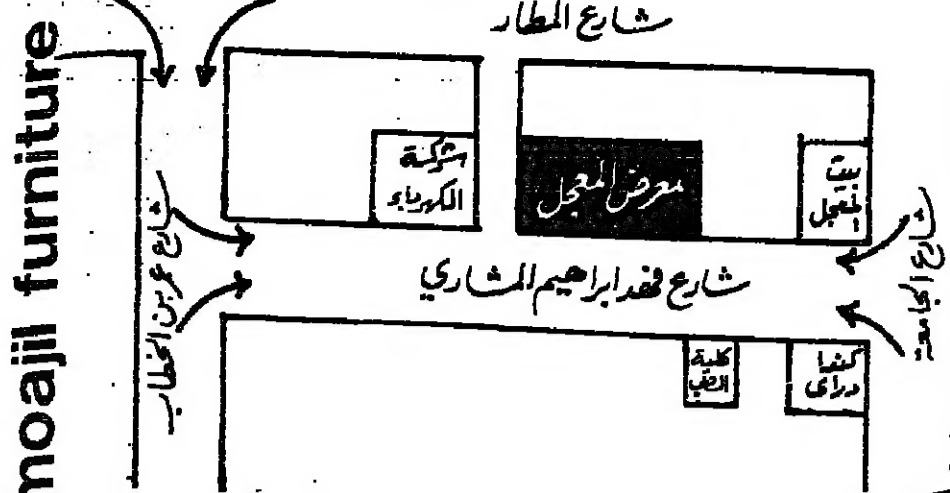 شارع المطار
moajil furniture
شركة
الكهرباء
معرض المعجل
بيت
المعجل
شارع عمر بن الخطاب
شارع فهد ابراهيم المشاري
شارع الجامعة
كلية
الطب
دراى